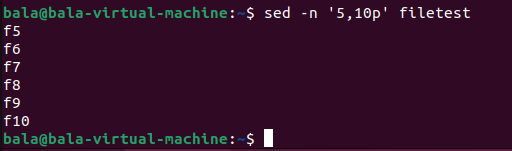 bala@bala-virtual-machine:~$ sed -n '5,10p' filetest
f5
f6
f7
f8
f9
f10
bala@bala-virtual-machine:~$